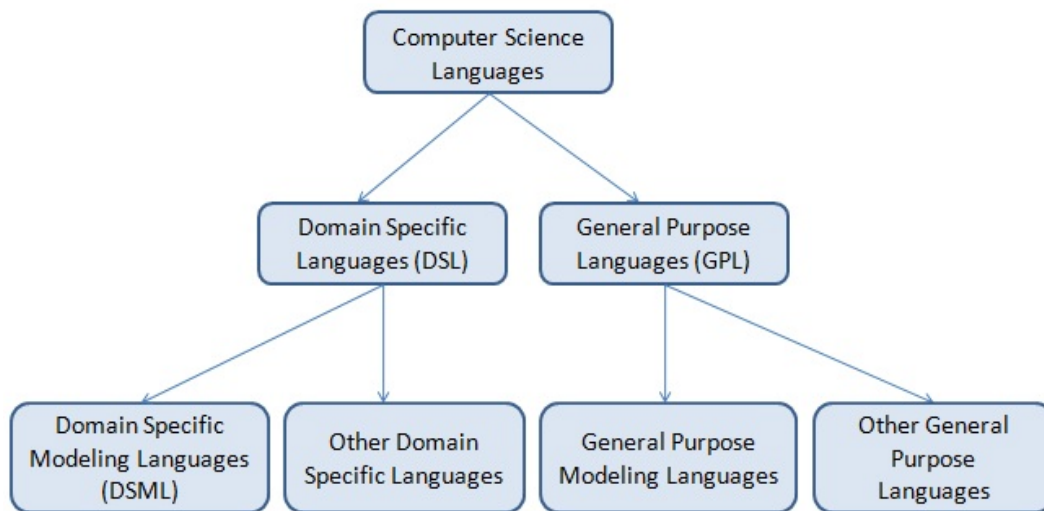 Computer Science
Languages
Domain Specific
Languages (DSL)
General Purpose
Languages (GPL)
Domain Specific
Modeling Languages
(DSML)
Other Domain
Specific Languages
General Purpose
Modeling Languages
Other General
Purpose
Languages